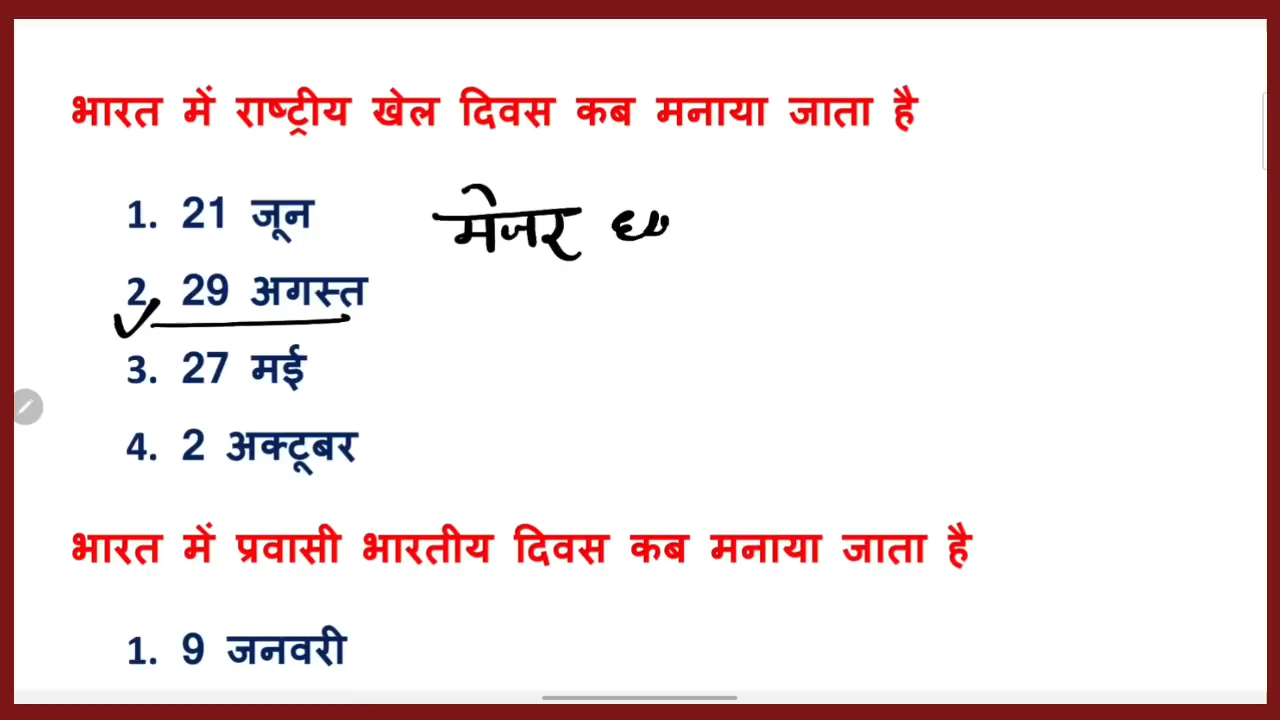 भारत में राष्ट्रीय खेल दिवस कब मनाया जाता है
1. 21 जून
मेजर
2. 29 अगस्त
3. 27 मई
4. 2 अक्टूबर
भारत में प्रवासी भारतीय दिवस कब मनाया जाता है
1. 9 जनवरी